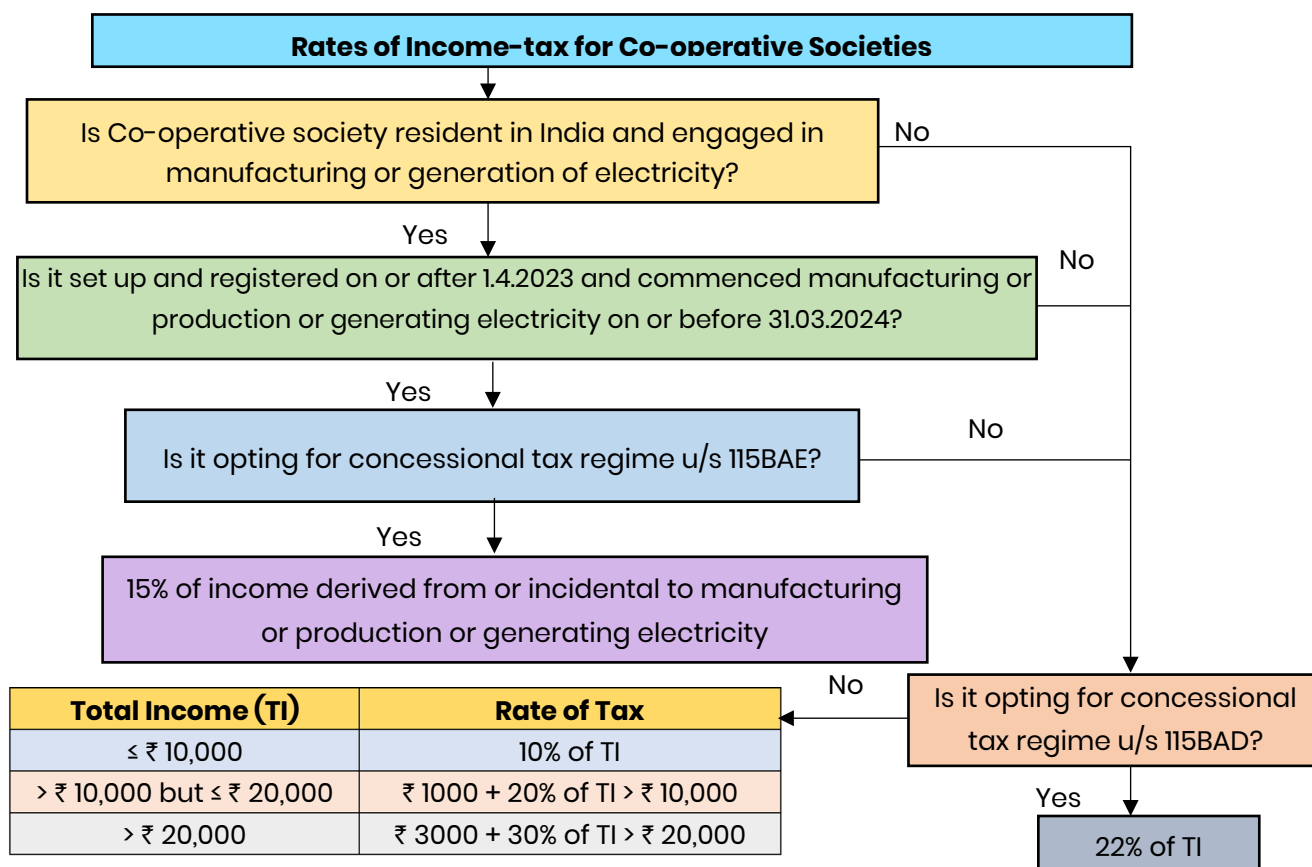 Rates of Income-tax for Co-operative Societies
Is Co-operative society resident in India and engaged in
manufacturing or generation of electricity?
No
Yes
Is it set up and registered on or after 1.4.2023 and commenced manufacturing or
production or generating electricity on or before 31.03.2024?
No
Yes
Is it opting for concessional tax regime u/s 115BAE?
No
Yes
15% of income derived from or incidental to manufacturing
or production or generating electricity
No
Is it opting for concessional
tax regime u/s 115BAD?
Yes
22% of TI
Total Income (TI) Rate of Tax
≤ ₹ 10,000 10% of TI
> ₹ 10,000 but ≤ ₹ 20,000 ₹ 1000 + 20% of TI > ₹ 10,000
> ₹ 20,000 ₹ 3000 + 30% of TI > ₹ 20,000